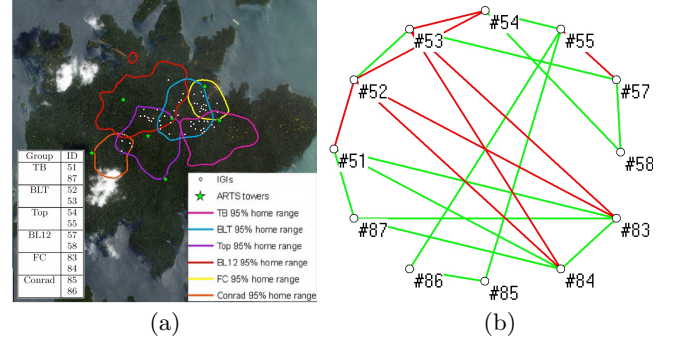 Group ID
TB 51
87
BLT 52
53
Top 54
55
BL12 57
58
FC 83
84
Conrad 85
86
IGIs
ARTS towers
TB 95% home range
BLT 95% home range
Top 95% home range
BL12 95% home range
FC 95% home range
Conrad 95% home range
(a)
#54
#53
#55
#52
#57
#51
#58
#87
#83
#86
#85
#84
(b)